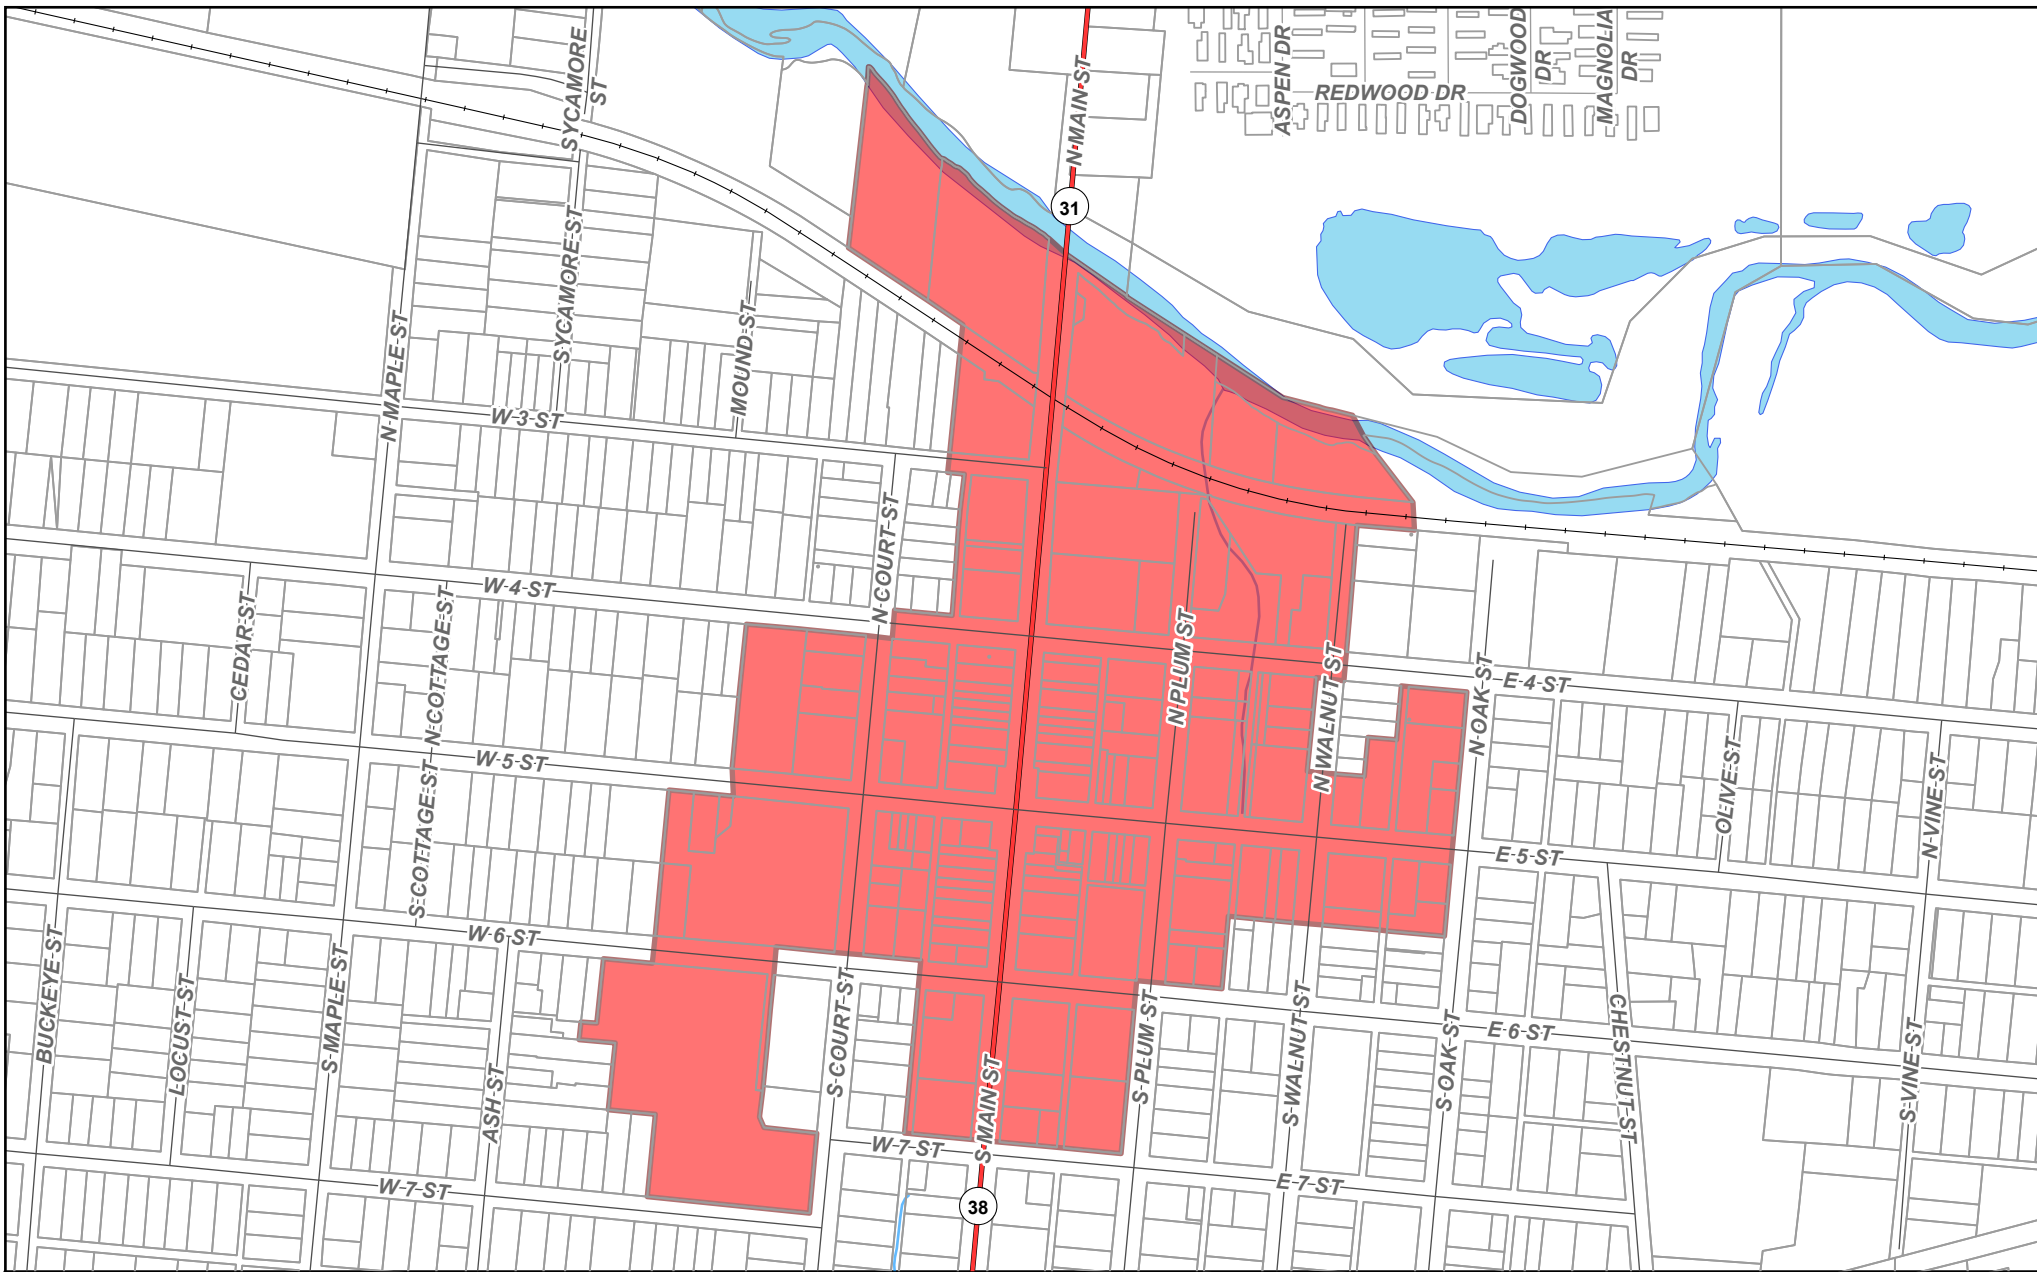 SYCAMORE
ST
N MAIN ST
ASPEN DR
REDWOOD DR
DOGWOOD
DR
MAGNOLIA
DR
31
SYCAMORE ST
MOUND ST
N MAPLE ST
W 3 ST
N COURT ST
W 4 ST
CEDAR ST
N COTTAGE ST
N PLUM ST
N WALNUT ST
N OAK ST
E 4 ST
W 5 ST
S COTTAGE ST
OLIVE ST
N VINE ST
E 5 ST
W 6 ST
BUCKEYE ST
LOCUST ST
S MAPLE ST
ASH ST
S COURT ST
S MAIN ST
S PLUM ST
S WALNUT ST
S OAK ST
E 6 ST
CHESTNUT ST
S VINE ST
W 7 ST
W 7 ST
E 7 ST
38